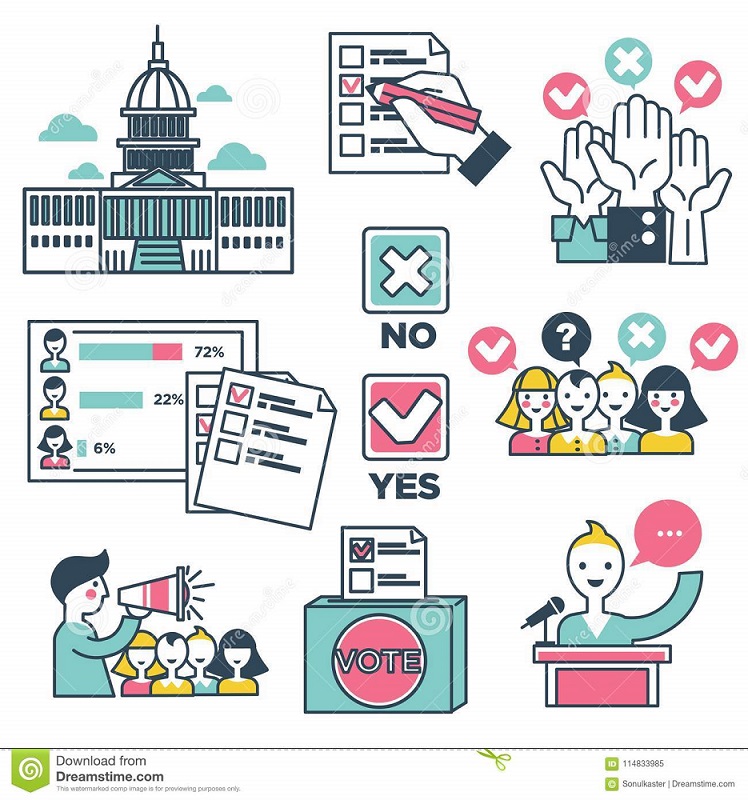 NO
72%
22%
6%
YES
?
...
VOTE
Download from
Dreamstime.com
This watermarked comp image is for previewing purposes only.
ID 114833985
© Sonulkaster | Dreamstime.com